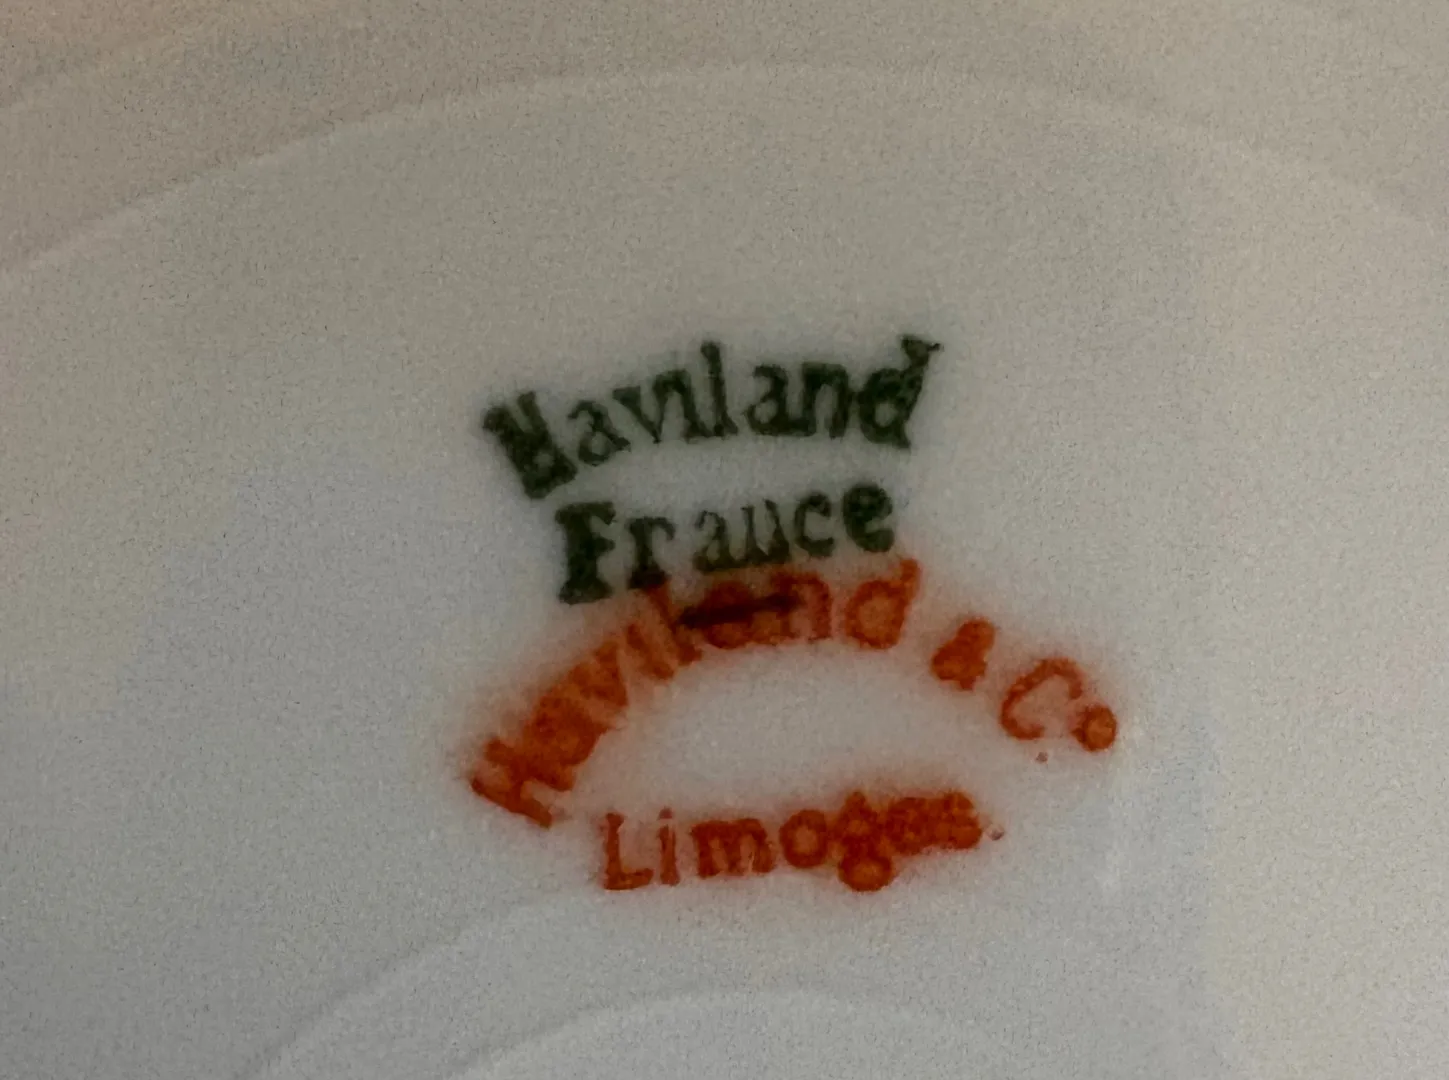 Haviland
France
Haviland & Co
Limoges